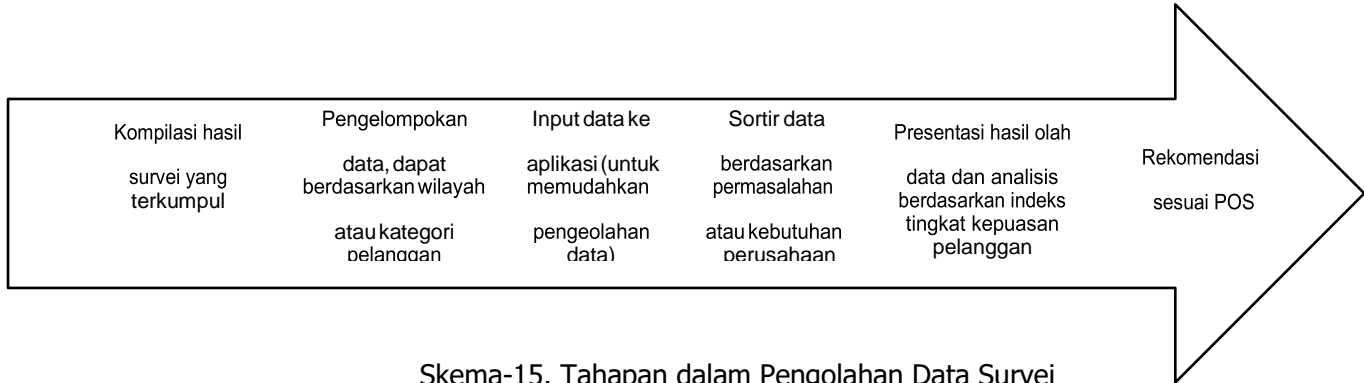 Kompilasi hasil
survei yang
terkumpul
Pengelompokan
data, dapat
berdasarkan wilayah
atau kategori
pelanggan
Input data ke
aplikasi (untuk
memudahkan
pengeolahan
data)
Sortir data
berdasarkan
permasalahan
atau kebutuhan
perusahaan
Presentasi hasil olah
data dan analisis
berdasarkan indeks
tingkat kepuasan
pelanggan
Rekomendasi
sesuai POS
Skema-15. Tahapan dalam Pengolahan Data Survei